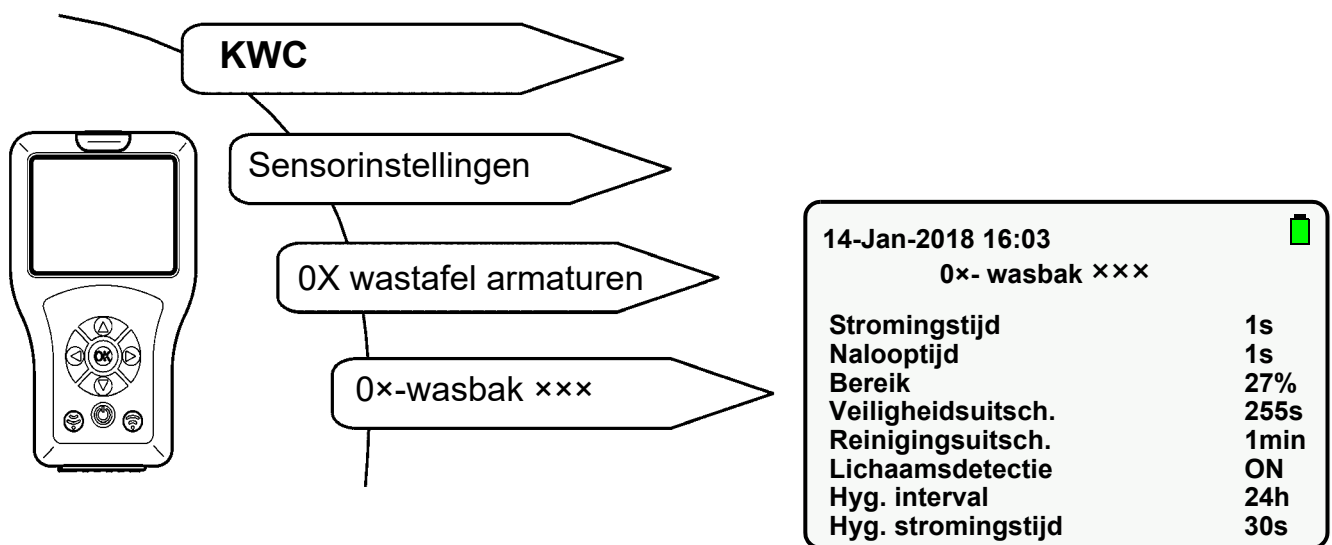 KWC
Sensorinstellingen
0X wastafel armaturen
0×-wasbak ×××
OK
14-Jan-2018 16:03
0×- wasbak ×××
Stromingstijd 1s
Nalooptijd 1s
Bereik 27%
Veiligheidsuitsch. 255s
Reinigingsuitsch. 1min
Lichaamsdetectie ON
Hyg. interval 24h
Hyg. stromingstijd 30s